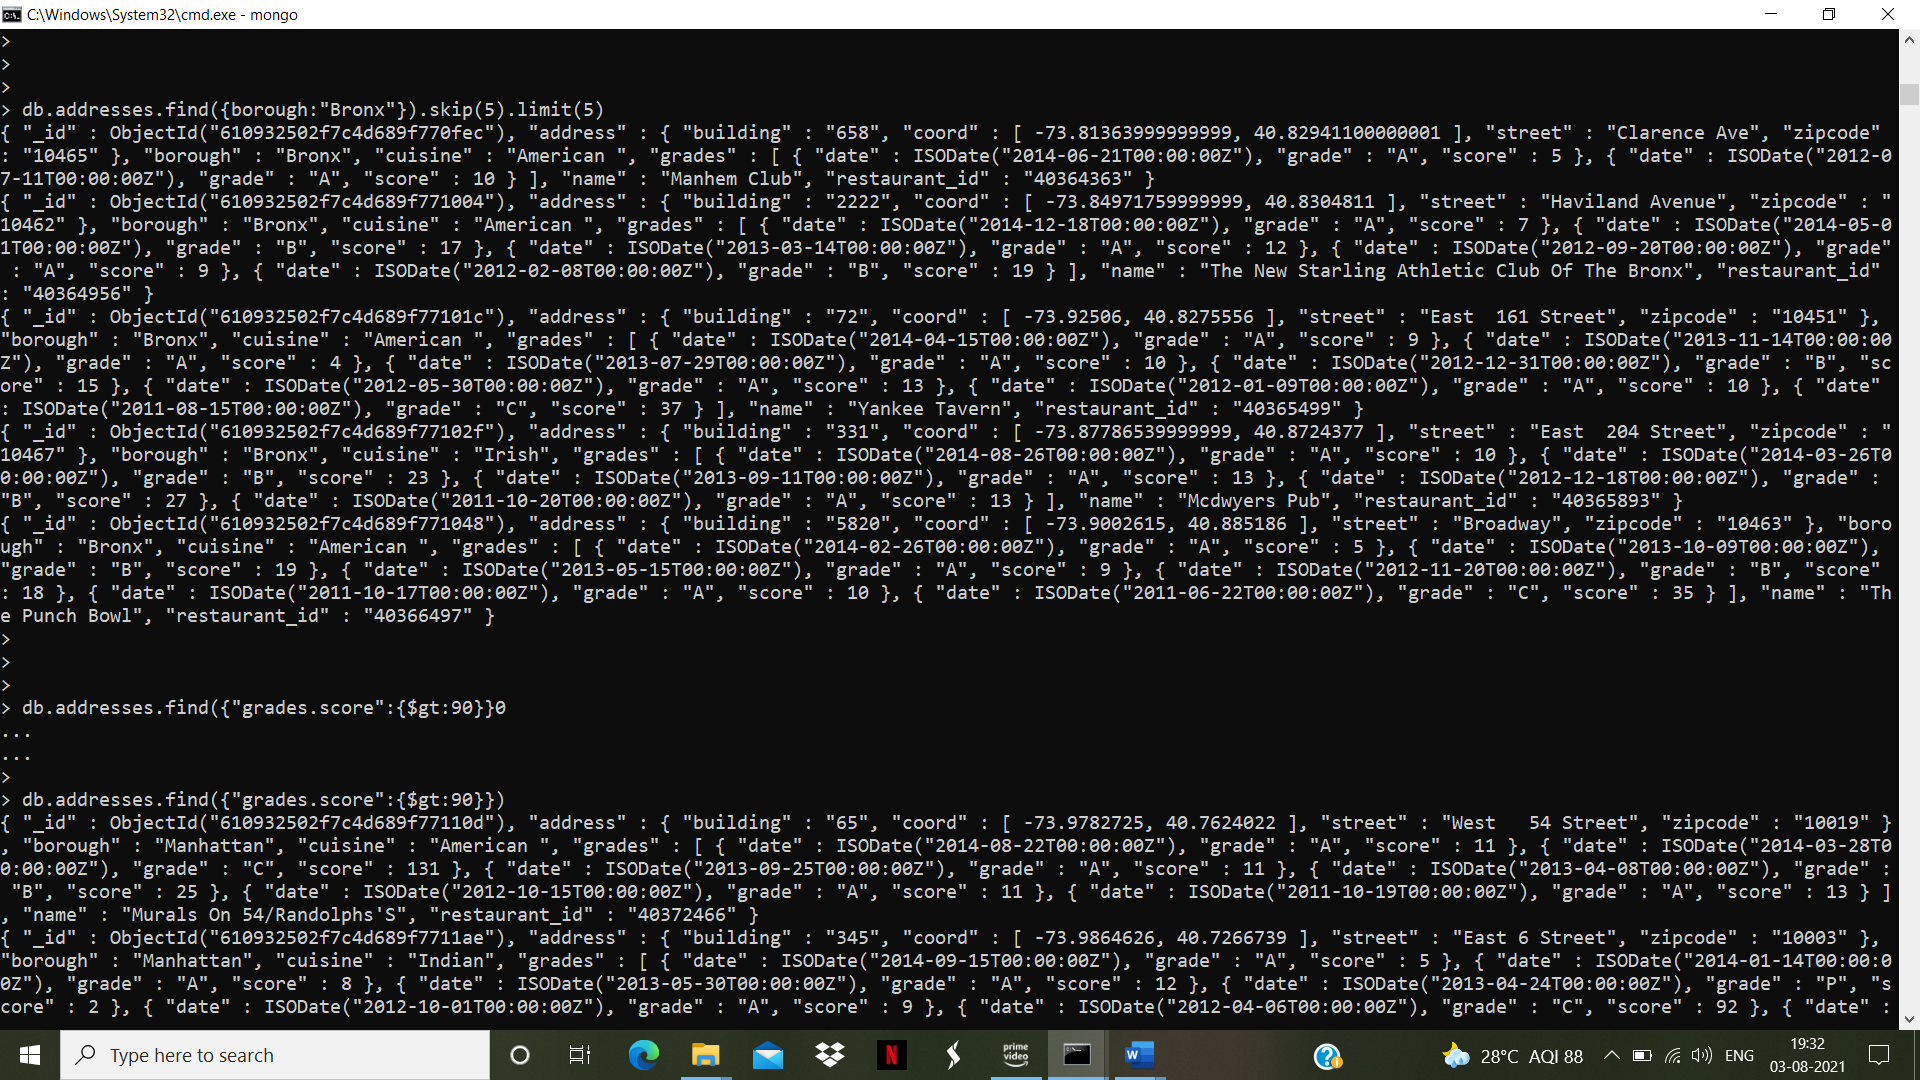 C:\Windows\System32\cmd.exe - mongo
>
>
>
> db.addresses.find({borough:"Bronx"}).skip(5).limit(5)
{ "_id" : ObjectId("610932502f7c4d689f770fec"), "address" : { "building" : "658", "coord" : [ -73.81363999999999, 40.82941100000001 ], "street" : "Clarence Ave", "zipcode"
: "10465" }, "borough" : "Bronx", "cuisine" : "American ", "grades" : [ { "date" : ISODate("2014-06-21T00:00:00Z"), "grade" : "A", "score" : 5 }, { "date" : ISODate("2012-0
7-11T00:00:00Z"), "grade" : "A", "score" : 10 } ], "name" : "Manhem Club", "restaurant_id" : "40364363" }
{ "_id" : ObjectId("610932502f7c4d689f771004"), "address" : { "building" : "2222", "coord" : [ -73.84971759999999, 40.8304811 ], "street" : "Haviland Avenue", "zipcode" : "
10462" }, "borough" : "Bronx", "cuisine" : "American ", "grades" : [ { "date" : ISODate("2014-12-18T00:00:00Z"), "grade" : "A", "score" : 7 }, { "date" : ISODate("2014-05-0
1T00:00:00Z"), "grade" : "B", "score" : 17 }, { "date" : ISODate("2013-03-14T00:00:00Z"), "grade" : "A", "score" : 12 }, { "date" : ISODate("2012-09-20T00:00:00Z"), "grade"
 : "A", "score" : 9 }, { "date" : ISODate("2012-02-08T00:00:00Z"), "grade" : "B", "score" : 19 } ], "name" : "The New Starling Athletic Club Of The Bronx", "restaurant_id"
: "40364956" }
{ "_id" : ObjectId("610932502f7c4d689f77101c"), "address" : { "building" : "72", "coord" : [ -73.92506, 40.8275556 ], "street" : "East  161 Street", "zipcode" : "10451" },
"borough" : "Bronx", "cuisine" : "American ", "grades" : [ { "date" : ISODate("2014-04-15T00:00:00Z"), "grade" : "A", "score" : 9 }, { "date" : ISODate("2013-11-14T00:00:00
Z"), "grade" : "A", "score" : 4 }, { "date" : ISODate("2013-07-29T00:00:00Z"), "grade" : "A", "score" : 10 }, { "date" : ISODate("2012-12-31T00:00:00Z"), "grade" : "B", "sc
ore" : 15 }, { "date" : ISODate("2012-05-30T00:00:00Z"), "grade" : "A", "score" : 13 }, { "date" : ISODate("2012-01-09T00:00:00Z"), "grade" : "A", "score" : 10 }, { "date"
: ISODate("2011-08-15T00:00:00Z"), "grade" : "C", "score" : 37 } ], "name" : "Yankee Tavern", "restaurant_id" : "40365499" }
{ "_id" : ObjectId("610932502f7c4d689f77102f"), "address" : { "building" : "331", "coord" : [ -73.87786539999999, 40.8724377 ], "street" : "East  204 Street", "zipcode" : "
10467" }, "borough" : "Bronx", "cuisine" : "Irish", "grades" : [ { "date" : ISODate("2014-08-26T00:00:00Z"), "grade" : "A", "score" : 10 }, { "date" : ISODate("2014-03-26T0
0:00:00Z"), "grade" : "B", "score" : 23 }, { "date" : ISODate("2013-09-11T00:00:00Z"), "grade" : "A", "score" : 13 }, { "date" : ISODate("2012-12-18T00:00:00Z"), "grade" :
"B", "score" : 27 }, { "date" : ISODate("2011-10-20T00:00:00Z"), "grade" : "A", "score" : 13 } ], "name" : "Mcdwyers Pub", "restaurant_id" : "40365893" }
{ "_id" : ObjectId("610932502f7c4d689f771048"), "address" : { "building" : "5820", "coord" : [ -73.9002615, 40.885186 ], "street" : "Broadway", "zipcode" : "10463" }, "boro
ugh" : "Bronx", "cuisine" : "American ", "grades" : [ { "date" : ISODate("2014-02-26T00:00:00Z"), "grade" : "A", "score" : 5 }, { "date" : ISODate("2013-10-09T00:00:00Z"),
"grade" : "B", "score" : 19 }, { "date" : ISODate("2013-05-15T00:00:00Z"), "grade" : "A", "score" : 9 }, { "date" : ISODate("2012-11-20T00:00:00Z"), "grade" : "B", "score"
: 18 }, { "date" : ISODate("2011-10-17T00:00:00Z"), "grade" : "A", "score" : 10 }, { "date" : ISODate("2011-06-22T00:00:00Z"), "grade" : "C", "score" : 35 } ], "name" : "Th
e Punch Bowl", "restaurant_id" : "40366497" }
>
>
>
> db.addresses.find({"grades.score":{$gt:90}}0
...
...
>
> db.addresses.find({"grades.score":{$gt:90}})
{ "_id" : ObjectId("610932502f7c4d689f77110d"), "address" : { "building" : "65", "coord" : [ -73.9782725, 40.7624022 ], "street" : "West   54 Street", "zipcode" : "10019" }
, "borough" : "Manhattan", "cuisine" : "American ", "grades" : [ { "date" : ISODate("2014-08-22T00:00:00Z"), "grade" : "A", "score" : 11 }, { "date" : ISODate("2014-03-28T0
0:00:00Z"), "grade" : "C", "score" : 131 }, { "date" : ISODate("2013-09-25T00:00:00Z"), "grade" : "A", "score" : 11 }, { "date" : ISODate("2013-04-08T00:00:00Z"), "grade" :
 "B", "score" : 25 }, { "date" : ISODate("2012-10-15T00:00:00Z"), "grade" : "A", "score" : 11 }, { "date" : ISODate("2011-10-19T00:00:00Z"), "grade" : "A", "score" : 13 } ]
, "name" : "Murals On 54/Randolphs'S", "restaurant_id" : "40372466" }
{ "_id" : ObjectId("610932502f7c4d689f7711ae"), "address" : { "building" : "345", "coord" : [ -73.9864626, 40.7266739 ], "street" : "East 6 Street", "zipcode" : "10003" },
"borough" : "Manhattan", "cuisine" : "Indian", "grades" : [ { "date" : ISODate("2014-09-15T00:00:00Z"), "grade" : "A", "score" : 5 }, { "date" : ISODate("2014-01-14T00:00:0
0Z"), "grade" : "A", "score" : 8 }, { "date" : ISODate("2013-05-30T00:00:00Z"), "grade" : "A", "score" : 12 }, { "date" : ISODate("2013-04-24T00:00:00Z"), "grade" : "P", "s
core" : 2 }, { "date" : ISODate("2012-10-01T00:00:00Z"), "grade" : "A", "score" : 9 }, { "date" : ISODate("2012-04-06T00:00:00Z"), "grade" : "C", "score" : 92 }, { "date" :
Type here to search
prime video
28°C AQI 88
ENG
19:32
03-08-2021